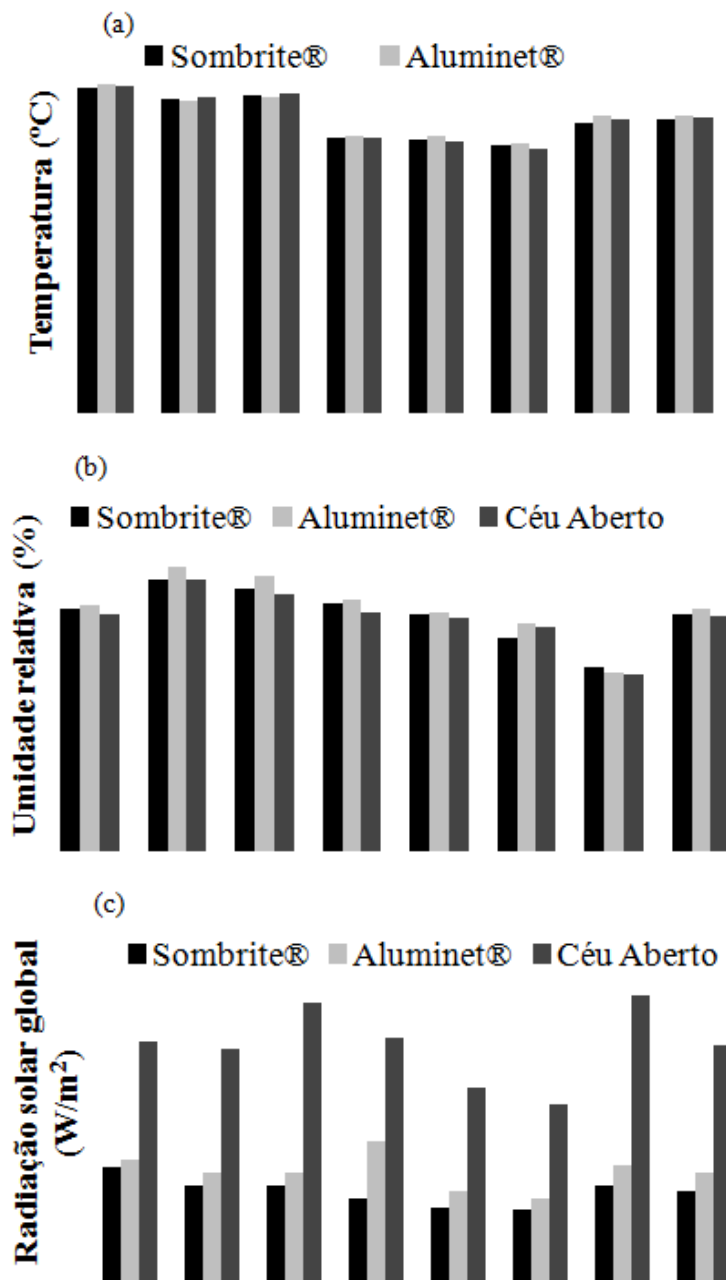 (a)
Sombrite® Aluminet®
Temperatura (ºC)
(b)
Sombrite® Aluminet® Céu Aberto
Umidade relativa (%)
(c)
Sombrite® Aluminet® Céu Aberto
Radiação solar global
(W/m²)